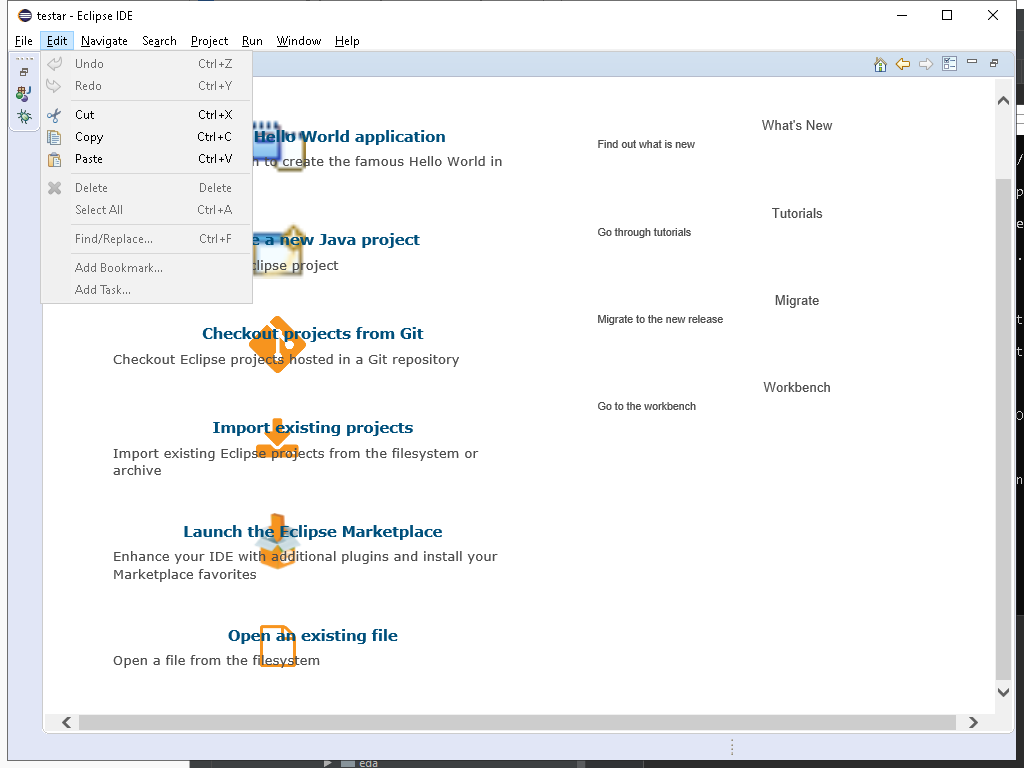 testar - Eclipse IDE
File Edit Navigate Search Project Run Window Help
Undo Ctrl+Z
Redo Ctrl+Y
Cut Ctrl+X
Copy Ctrl+C
Paste Ctrl+V
Delete Delete
Select All Ctrl+A
Find/Replace... Ctrl+F
Add Bookmark...
Add Task...
Hello World application
to create the famous Hello World in
a new Java project
project
Checkout projects from Git
Checkout Eclipse projects hosted in a Git repository
Import existing projects
Import existing Eclipse projects from the filesystem or
archive
Launch the Eclipse Marketplace
Enhance your IDE with additional plugins and install your
Marketplace favorites
Open an existing file
Open a file from the filesystem
What's New
Find out what is new
Tutorials
Go through tutorials
Migrate
Migrate to the new release
Workbench
Go to the workbench
eda